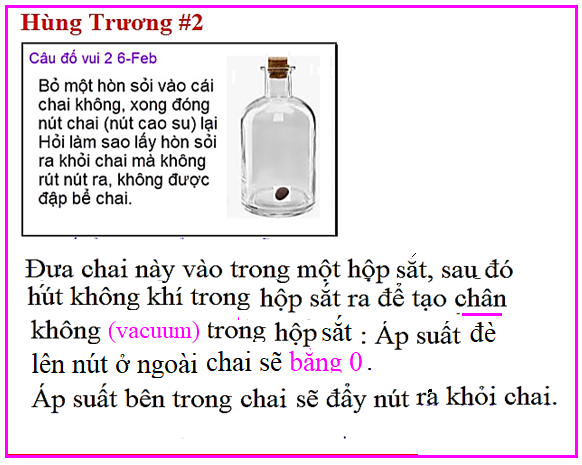 Hùng Trương #2
Câu đố vui 2 6-Feb
Bỏ một hòn sỏi vào cái
chai không, xong đóng
nút chai (nút cao su) lại
Hỏi làm sao lấy hòn sỏi
ra khỏi chai mà không
rút nút ra, không được
đập bể chai.
Đưa chai này vào trong một hộp sắt, sau đó
hút không khí trong hộp sắt ra để tạo chân
không (vacuum) trong hộp sắt : Áp suất đè
lên nút ở ngoài chai sẽ bằng 0 .
Áp suất bên trong chai sẽ đẩy nút ra khỏi chai.